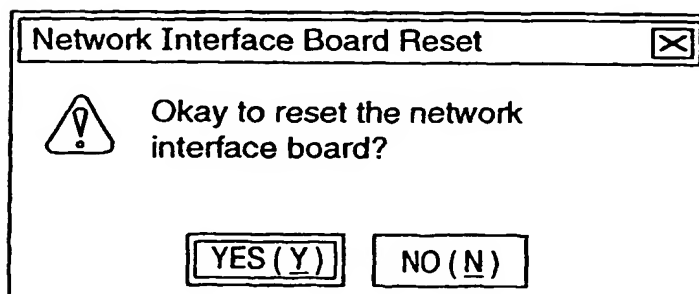 Network Interface Board Reset
Okay to reset the network
interface board?
YES (Y) NO (N)